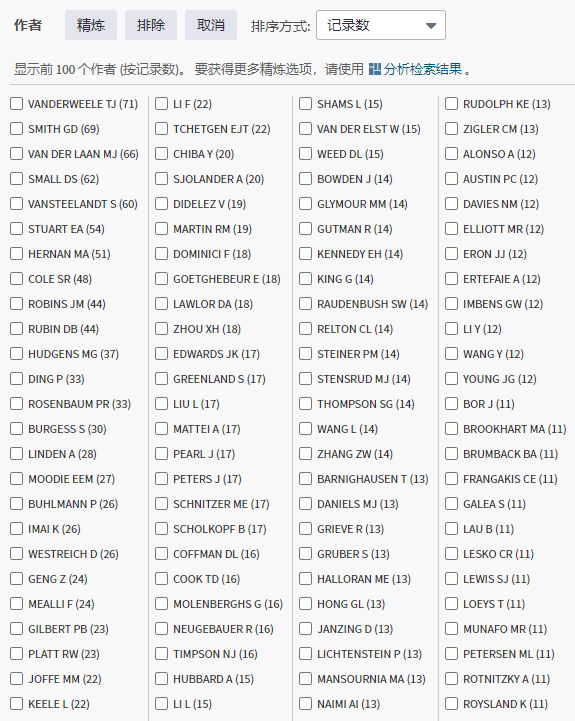 作者 精炼 排除 取消 排序方式: 记录数
显示前 100 个作者 (按记录数)。 要获得更多精炼选项，请使用 分析检索结果 。
VANDERWEELE TJ (71)
SMITH GD (69)
VAN DER LAAN MJ (66)
SMALL DS (62)
VANSTEELANDT S (60)
STUART EA (54)
HERNAN MA (51)
COLE SR (48)
ROBINS JM (44)
RUBIN DB (44)
HUDGENS MG (37)
DING P (33)
ROSENBAUM PR (33)
BURGESS S (30)
LINDEN A (28)
MOODIE EEM (27)
BUHLMANN P (26)
IMAI K (26)
WESTREICH D (26)
GENG Z (24)
MEALLI F (24)
GILBERT PB (23)
PLATT RW (23)
JOFFE MM (22)
KEELE L (22)
LI F (22)
TCHETGEN EJT (22)
CHIBA Y (20)
SJOLANDER A (20)
DIDELEZ V (19)
MARTIN RM (19)
DOMINICI F (18)
GOETGHEBEUR E (18)
LAWLOR DA (18)
ZHOU XH (18)
EDWARDS JK (17)
GREENLAND S (17)
LIU L (17)
MATTEI A (17)
PEARL J (17)
PETERS J (17)
SCHNITZER ME (17)
SCHOLKOPF B (17)
COFFMAN DL (16)
COOK TD (16)
MOLENBERGHS G (16)
NEUGEBAUER R (16)
TIMPSON NJ (16)
HUBBARD A (15)
LI L (15)
SHAMS L (15)
VAN DER ELST W (15)
WEED DL (15)
BOWDEN J (14)
GLYMOUR MM (14)
GUTMAN R (14)
KENNEDY EH (14)
KING G (14)
RAUDENBUSH SW (14)
RELTON CL (14)
STEINER PM (14)
STENSRUD MJ (14)
THOMPSON SG (14)
WANG L (14)
ZHANG ZW (14)
BARNIGHAUSEN T (13)
DANIELS MJ (13)
GRIEVE R (13)
GRUBER S (13)
HALLORAN ME (13)
HONG GL (13)
JANZING D (13)
LICHTENSTEIN P (13)
MANSOURNIA MA (13)
NAIMI AI (13)
RUDOLPH KE (13)
ZIGLER CM (13)
ALONSO A (12)
AUSTIN PC (12)
DAVIES NM (12)
ELLIOTT MR (12)
ERON JJ (12)
ERTEFAIE A (12)
IMBENS GW (12)
LI Y (12)
WANG Y (12)
YOUNG JG (12)
BOR J (11)
BROOKHART MA (11)
BRUMBACK BA (11)
FRANGAKIS CE (11)
GALEA S (11)
LAU B (11)
LESKO CR (11)
LEWIS SJ (11)
LOEYS T (11)
MUNAFO MR (11)
PETERSEN ML (11)
ROTNITZKY A (11)
ROYSLAND K (11)